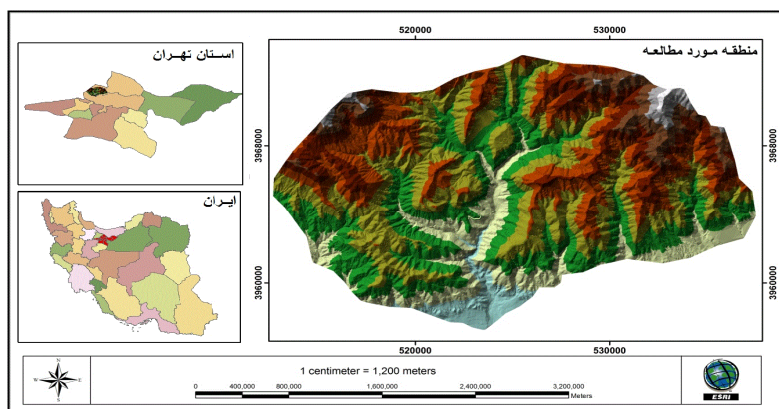 استان تهران
ایران
منطقه مورد مطالعه
520000 530000
3968000 3968000
3960000 3960000
520000 530000
N
W E
S
1 centimeter = 1,200 meters
0 400,000 800,000 1,600,000 2,400,000 3,200,000
Meters
ESRI